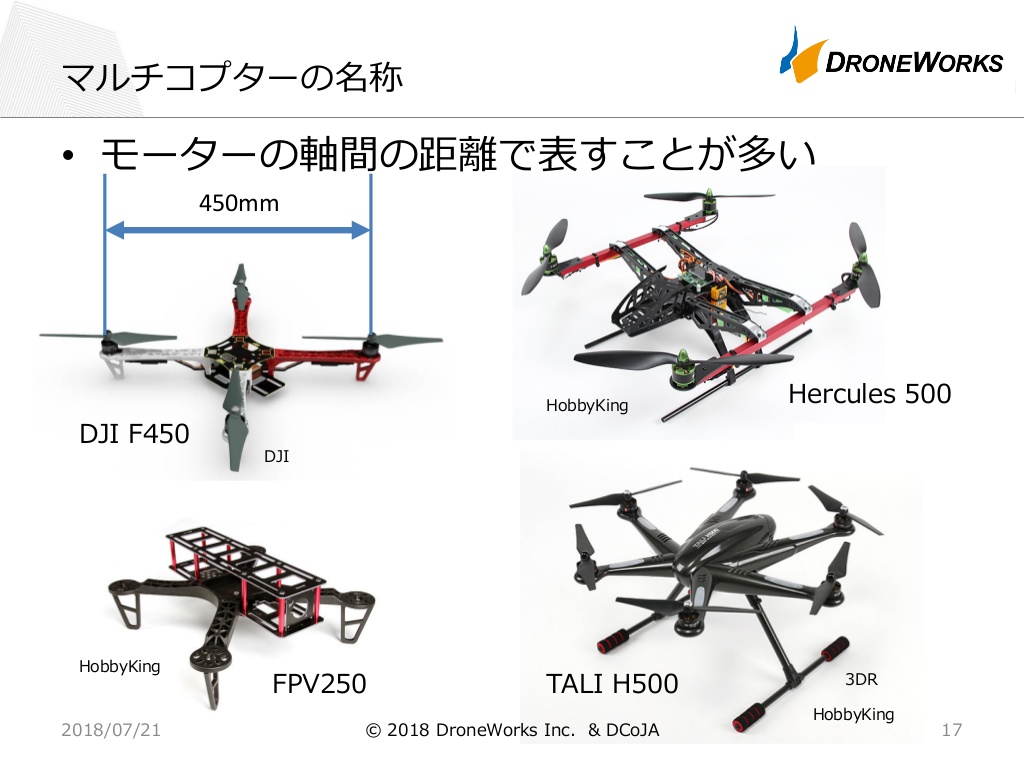 マルチコプターの名称
DRONEWORKS
• モーターの軸間の距離で表すことが多い
450mm
DJI F450
DJI
HobbyKing
Hercules 500
HobbyKing
FPV250
TALI H500
TALI H500
3DR
HobbyKing
2018/07/21
© 2018 DroneWorks Inc. & DCoJA
17